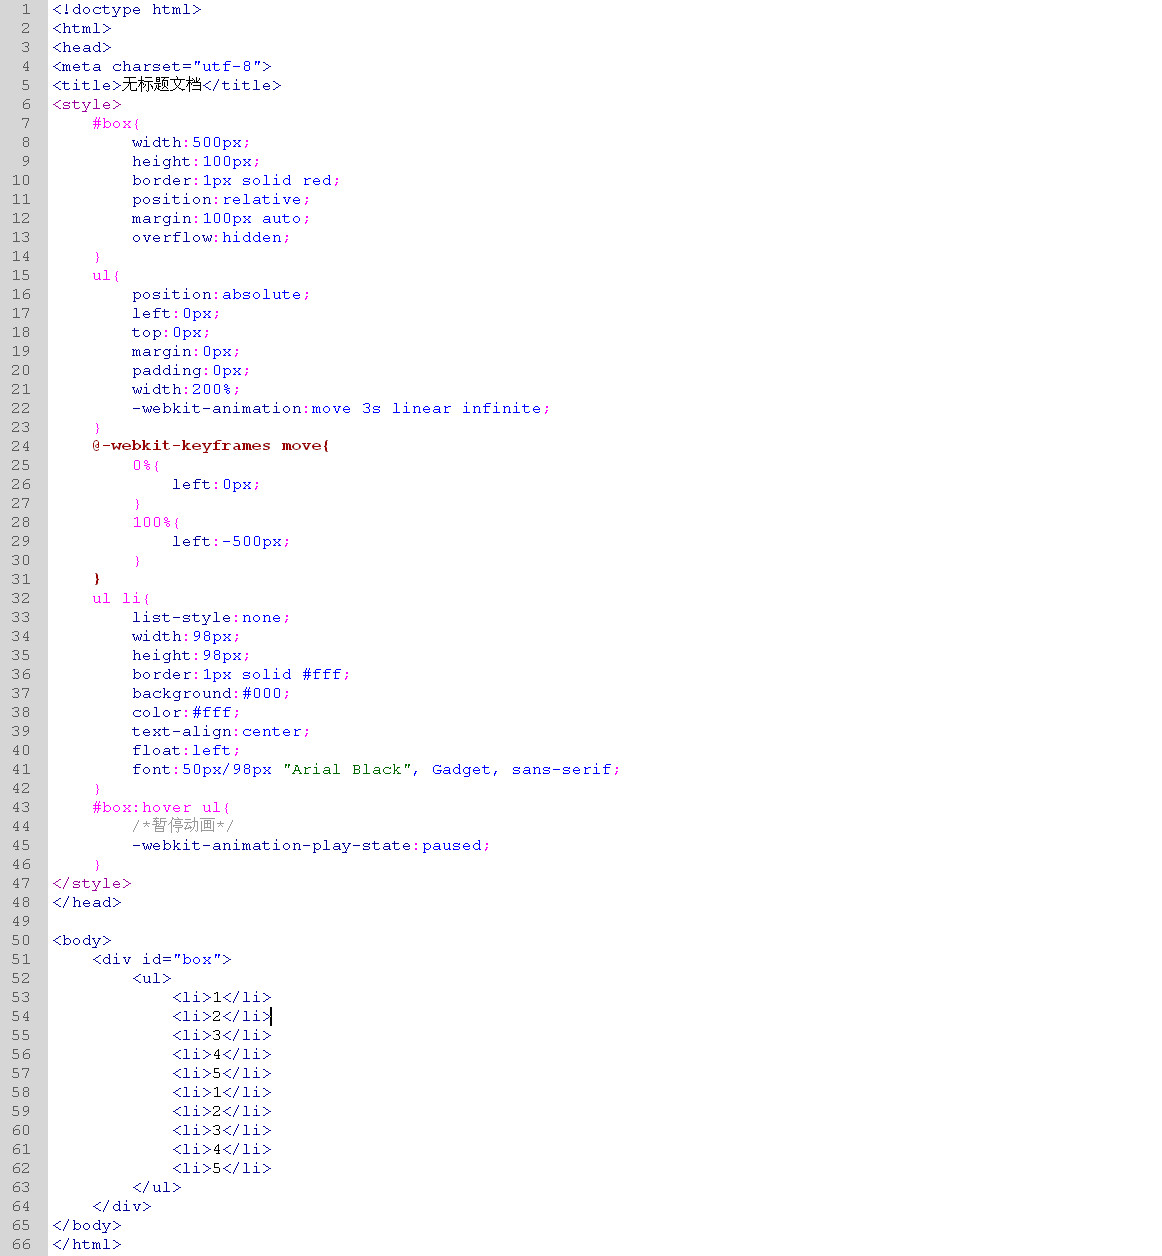 1 <!doctype html>
2 <html>
3 <head>
4 <meta charset="utf-8">
5 <title>无标题文档</title>
6 <style>
7 #box{
8 width:500px;
9 height:100px;
10 border:1px solid red;
11 position:relative;
12 margin:100px auto;
13 overflow:hidden;
14 }
15 ul{
16 position:absolute;
17 left:0px;
18 top:0px;
19 margin:0px;
20 padding:0px;
21 width:200%;
22 -webkit-animation:move 3s linear infinite;
23 }
24 @-webkit-keyframes move{
25 0%{
26 left:0px;
27 }
28 100%{
29 left:-500px;
30 }
31 }
32 ul li{
33 list-style:none;
34 width:98px;
35 height:98px;
36 border:1px solid #fff;
37 background:#000;
38 color:#fff;
39 text-align:center;
40 float:left;
41 font:50px/98px "Arial Black", Gadget, sans-serif;
42 }
43 #box:hover ul{
44 /*暂停动画*/
45 -webkit-animation-play-state:paused;
46 }
47 </style>
48 </head>
49
50 <body>
51 <div id="box">
52 <ul>
53 <li>1</li>
54 <li>2</li>
55 <li>3</li>
56 <li>4</li>
57 <li>5</li>
58 <li>1</li>
59 <li>2</li>
60 <li>3</li>
61 <li>4</li>
62 <li>5</li>
63 </ul>
64 </div>
65 </body>
66 </html>